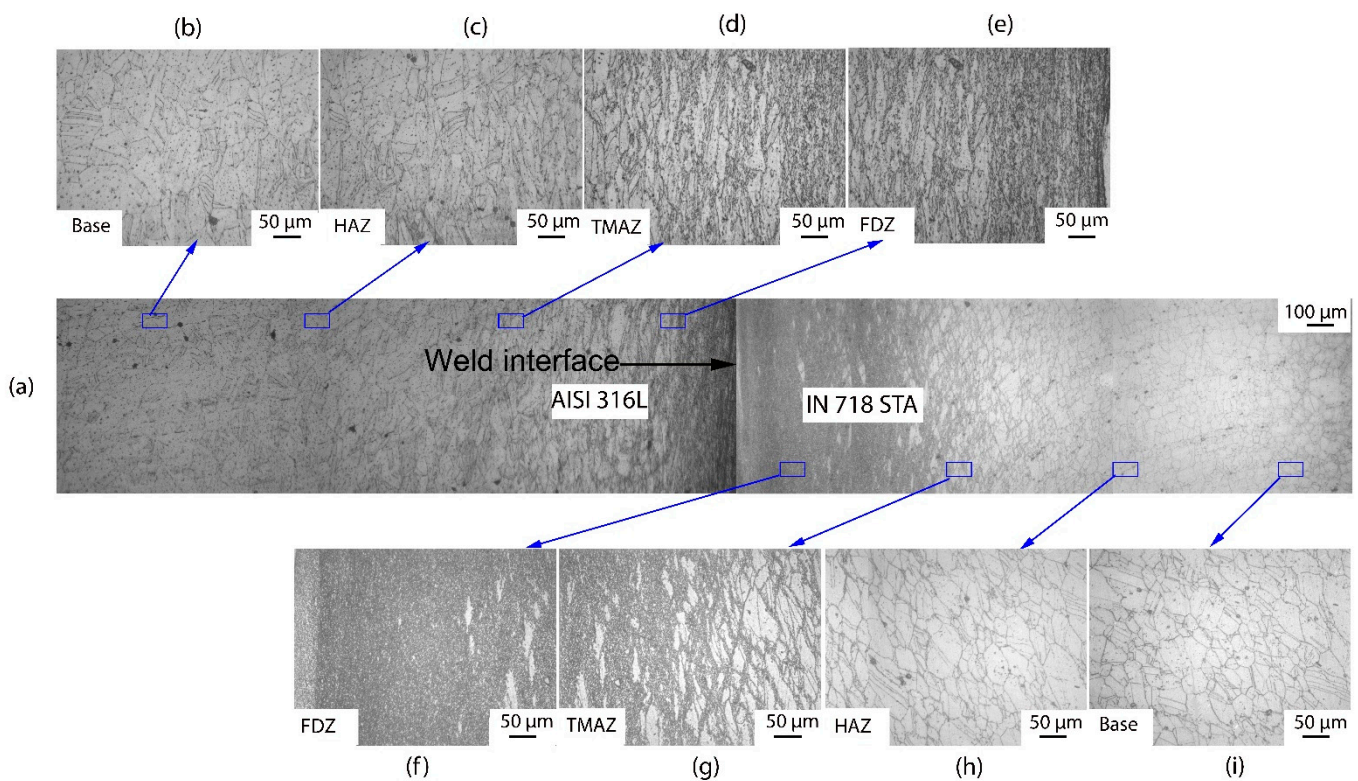 (b)
(c)
(d)
(e)
Base
50 µm
HAZ
50 µm
TMAZ
50 µm
FDZ
50 µm
100 µm
Weld interface
(a)
AISI 316L
IN 718 STA
FDZ
50 µm
TMAZ
50 µm
HAZ
50 µm
Base
50 µm
(f)
(g)
(h)
(i)